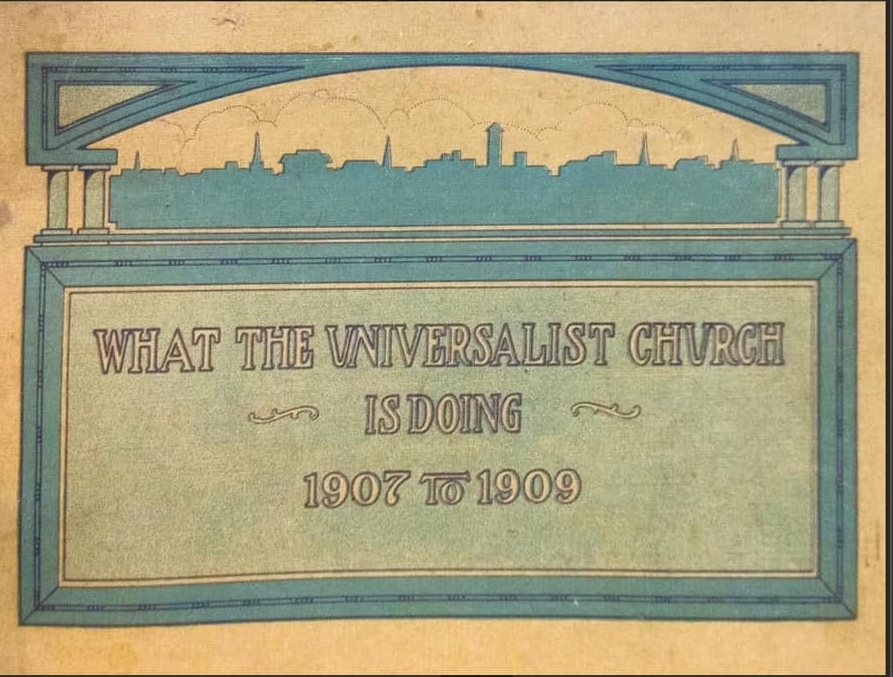 WHAT THE VNIVERSALIST CHVRCH
IS DOING
1907 TO 1909